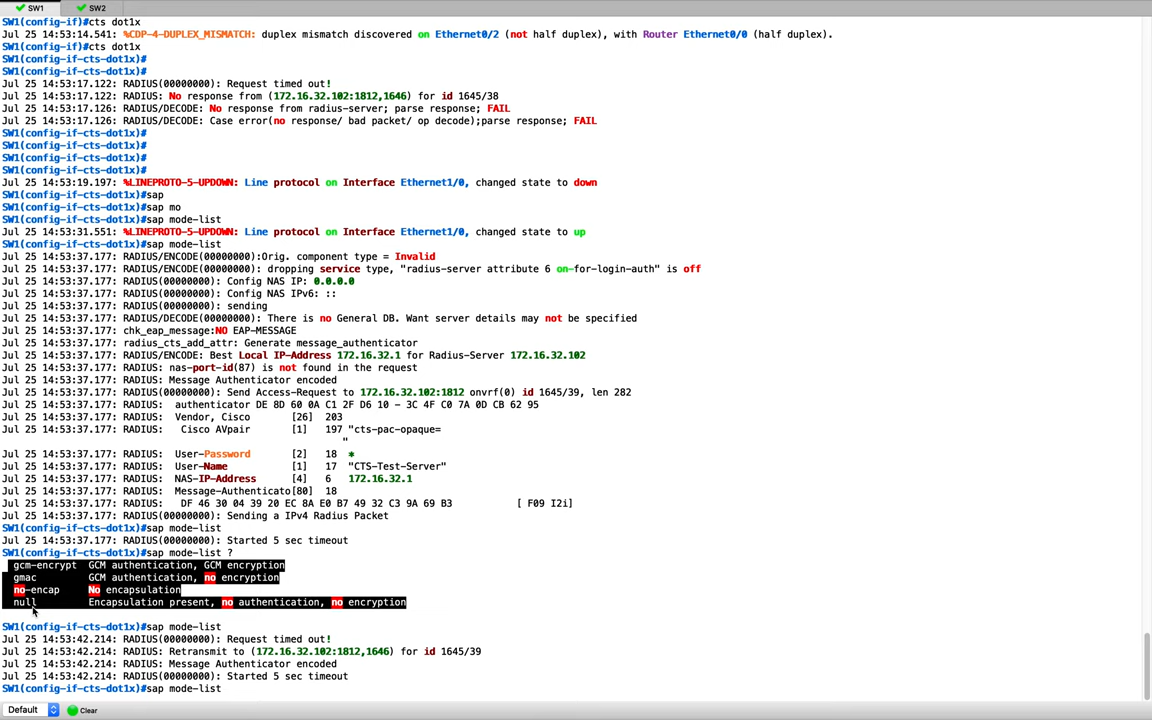 SW1 SW2
SW1(config-if)#cts dot1x
Jul 25 14:53:14.541: %CDP-4-DUPLEX_MISMATCH: duplex mismatch discovered on Ethernet0/2 (not half duplex), with Router Ethernet0/0 (half duplex).
SW1(config-if)#cts dot1x
SW1(config-if-cts-dot1x)#
SW1(config-if-cts-dot1x)#
Jul 25 14:53:17.122: RADIUS(00000000): Request timed out!
Jul 25 14:53:17.122: RADIUS: No response from (172.16.32.102:1812,1646) for id 1645/38
Jul 25 14:53:17.126: RADIUS/DECODE: No response from radius-server; parse response; FAIL
Jul 25 14:53:17.126: RADIUS/DECODE: Case error(no response/ bad packet/ op decode);parse response; FAIL
SW1(config-if-cts-dot1x)#
SW1(config-if-cts-dot1x)#
SW1(config-if-cts-dot1x)#
SW1(config-if-cts-dot1x)#
Jul 25 14:53:19.197: %LINEPROTO-5-UPDOWN: Line protocol on Interface Ethernet1/0, changed state to down
SW1(config-if-cts-dot1x)#sap
SW1(config-if-cts-dot1x)#sap mo
SW1(config-if-cts-dot1x)#sap mode-list
Jul 25 14:53:31.551: %LINEPROTO-5-UPDOWN: Line protocol on Interface Ethernet1/0, changed state to up
SW1(config-if-cts-dot1x)#sap mode-list
Jul 25 14:53:37.177: RADIUS/ENCODE(00000000):Orig. component type = Invalid
Jul 25 14:53:37.177: RADIUS/ENCODE(00000000): dropping service type, "radius-server attribute 6 on-for-login-auth" is off
Jul 25 14:53:37.177: RADIUS(00000000): Config NAS IP: 0.0.0.0
Jul 25 14:53:37.177: RADIUS(00000000): Config NAS IPv6: ::
Jul 25 14:53:37.177: RADIUS(00000000): sending
Jul 25 14:53:37.177: RADIUS/DECODE(00000000): There is no General DB. Want server details may not be specified
Jul 25 14:53:37.177: chk_eap_message:NO EAP-MESSAGE
Jul 25 14:53:37.177: radius_cts_add_attr: Generate message_authenticator
Jul 25 14:53:37.177: RADIUS/ENCODE: Best Local IP-Address 172.16.32.1 for Radius-Server 172.16.32.102
Jul 25 14:53:37.177: RADIUS: nas-port-id(87) is not found in the request
Jul 25 14:53:37.177: RADIUS: Message Authenticator encoded
Jul 25 14:53:37.177: RADIUS(00000000): Send Access-Request to 172.16.32.102:1812 onvrf(0) id 1645/39, len 282
Jul 25 14:53:37.177: RADIUS:  authenticator DE 8D 60 0A C1 2F D6 10 - 3C 4F C0 7A 0D CB 62 95
Jul 25 14:53:37.177: RADIUS:  Vendor, Cisco       [26]  203
Jul 25 14:53:37.177: RADIUS:   Cisco AVpair       [1]   197 "cts-pac-opaque=
"
Jul 25 14:53:37.177: RADIUS:  User-Password       [2]   18  *
Jul 25 14:53:37.177: RADIUS:  User-Name           [1]   17  "CTS-Test-Server"
Jul 25 14:53:37.177: RADIUS:  NAS-IP-Address      [4]   6   172.16.32.1
Jul 25 14:53:37.177: RADIUS:  Message-Authenticato[80]  18
Jul 25 14:53:37.177: RADIUS:   DF 46 30 04 39 20 EC 8A E0 B7 49 32 C3 9A 69 B3           [ F09 I2i]
Jul 25 14:53:37.177: RADIUS(00000000): Sending a IPv4 Radius Packet
SW1(config-if-cts-dot1x)#sap mode-list
Jul 25 14:53:37.177: RADIUS(00000000): Started 5 sec timeout
SW1(config-if-cts-dot1x)#sap mode-list ?
gcm-encrypt  GCM authentication, GCM encryption
gmac         GCM authentication, no encryption
no-encap     No encapsulation
null         Encapsulation present, no authentication, no encryption
SW1(config-if-cts-dot1x)#sap mode-list
Jul 25 14:53:42.214: RADIUS(00000000): Request timed out!
Jul 25 14:53:42.214: RADIUS: Retransmit to (172.16.32.102:1812,1646) for id 1645/39
Jul 25 14:53:42.214: RADIUS: Message Authenticator encoded
Jul 25 14:53:42.214: RADIUS(00000000): Started 5 sec timeout
SW1(config-if-cts-dot1x)#sap mode-list
Default Clear